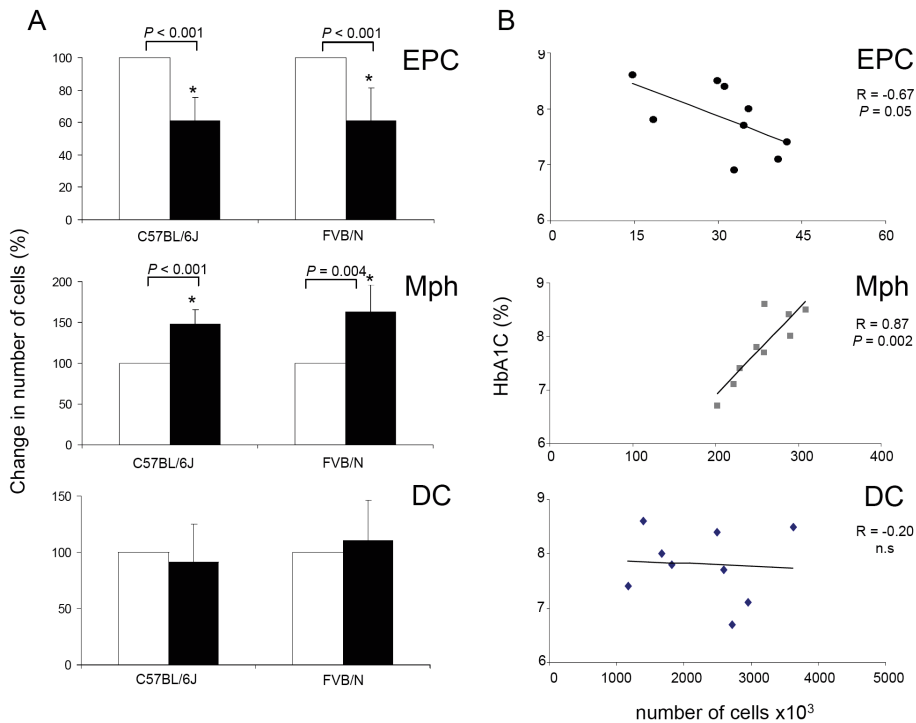 A
Change in number of cells (%)
P < 0.001
P < 0.001
EPC
100
80
60
40
20
0
*
*
C57BL/6J
FVB/N
P < 0.001
P = 0.004
Mph
200
150
100
50
0
*
*
C57BL/6J
FVB/N
DC
150
100
50
0
C57BL/6J
FVB/N
B
HbA1C (%)
EPC
R = -0.67
P = 0.05
9
8
7
6
0 15 30 45 60
Mph
R = 0.87
P = 0.002
9
8
7
6
0 100 200 300 400
DC
R = -0.20
n.s
9
8
7
6
0 1000 2000 3000 4000 5000
number of cells x10³